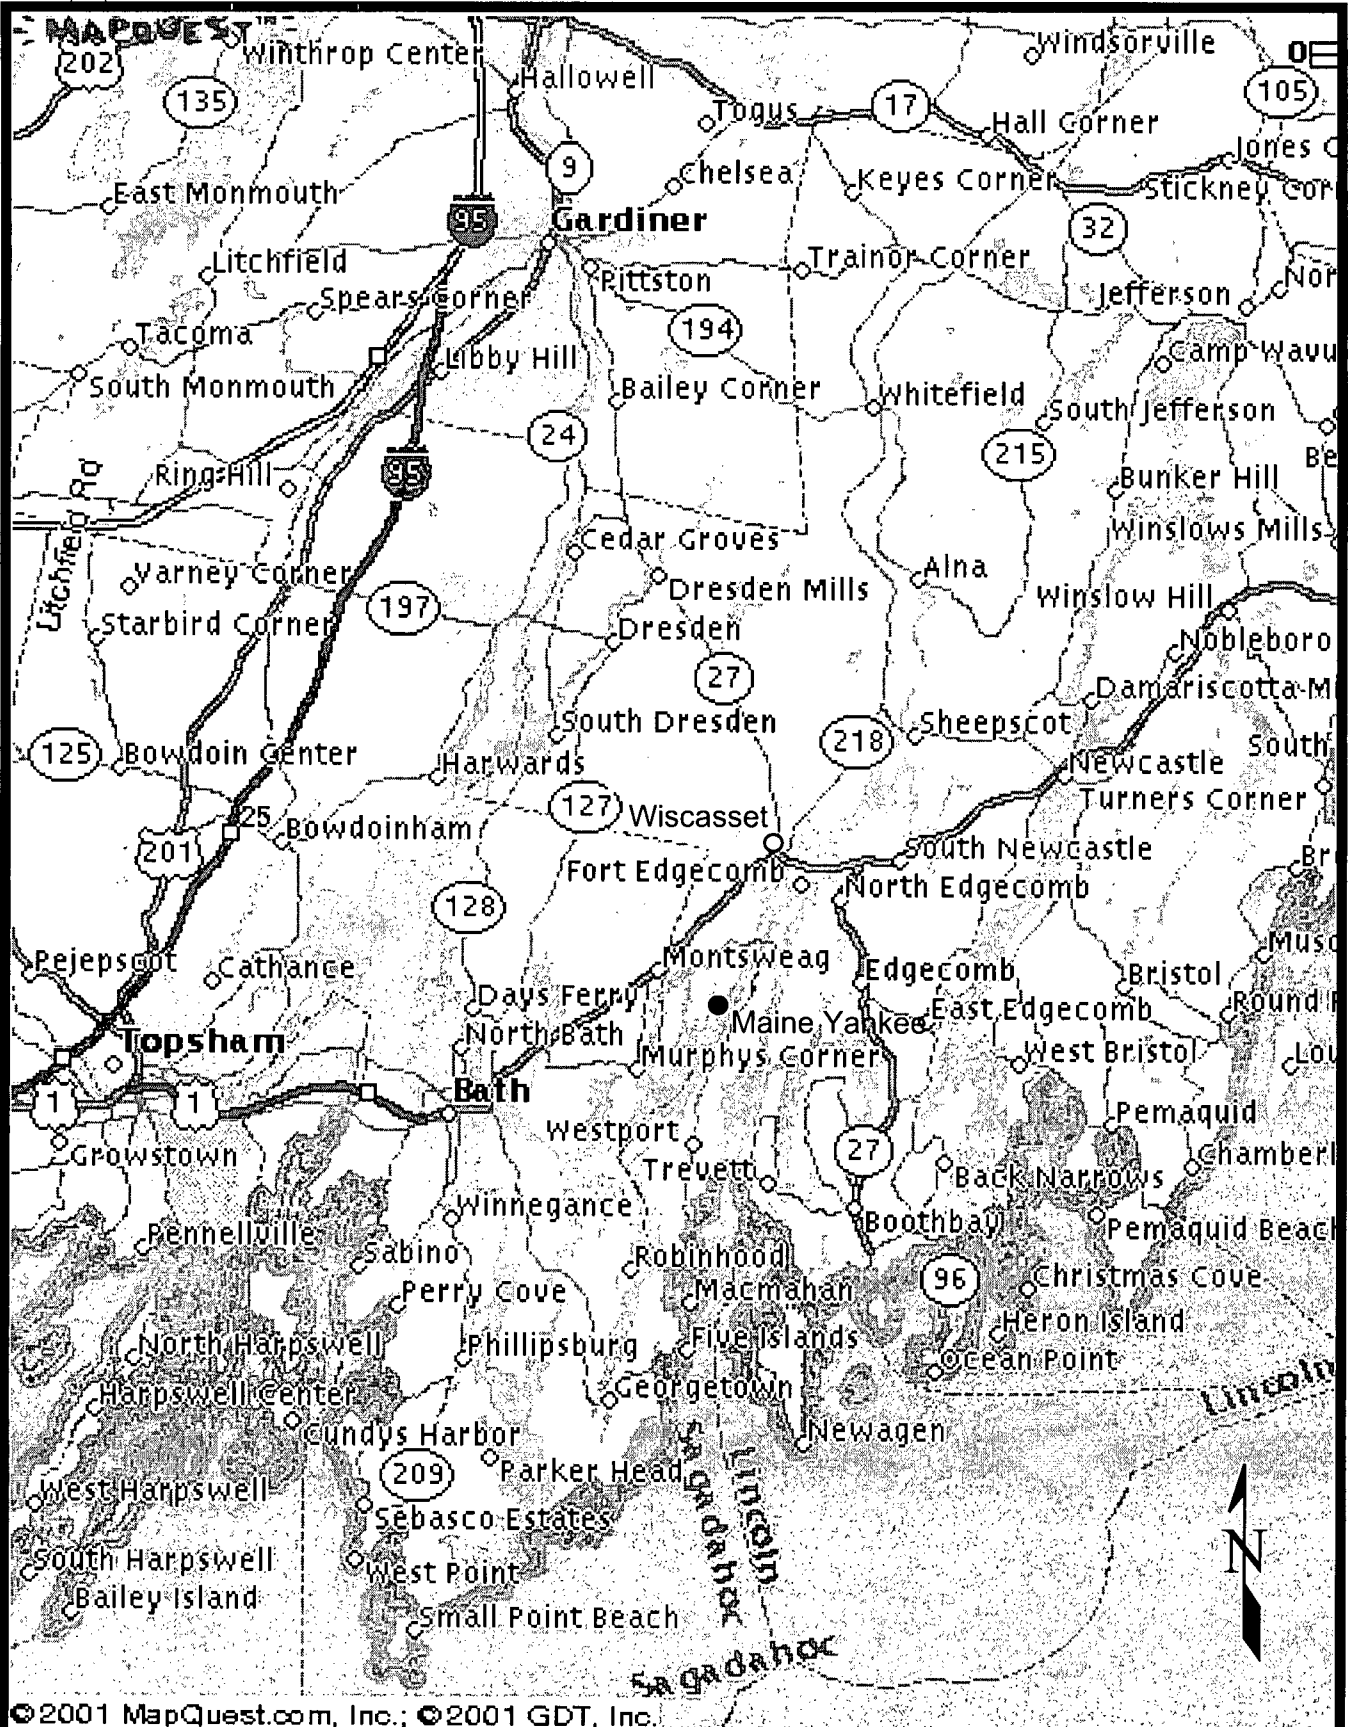 MAPQUEST™
Winthrop Center
Windsorville
0
202
Hallowell
135
105
Togus
17
Hall Corner
Jones C
9
Chelsea
Keyes Corner
Stickney Cor
East Monmouth
95
Gardiner
32
Litchfield
Trainor Corner
Nor
Pittston
Spears Corner
Jefferson
194
Tacoma
Libby Hill
Camp Wavu
South Monmouth
Bailey Corner
Whitefield
South Jefferson
24
215
Be
Ring Hill
95
Bunker Hill
Rd
Winslows Mills
Cedar Groves
Litchfield
Varney Corner
Alna
Dresden Mills
Winslow Hill
197
Starbird Corner
Dresden
Nobleboro
27
Damariscotta Mi
South Dresden
Sheepscot
218
125
Bowdoin Center
South
Harwards
Newcastle
127
Turners Corner
25
Wiscasset
Bowdoinham
201
South Newcastle
Br
Fort Edgecomb
North Edgecomb
128
Musc
Pejepscot
Cathance
Montsweag
Edgecomb
Bristol
Days Ferry
East Edgecomb
Round P
Maine Yankee
North Bath
Topsham
Murphys Corner
West Bristol
Lou
Bath
1
1
Pemaquid
Westport
27
Growstown
Trevett
Chamberl
Back Narrows
Winnegance
Boothbay
Pemaquid Beach
Pennellville
Sabino
Robinhood
96
Christmas Cove
Perry Cove
Macmahan
Heron Island
North Harpswell
Phillipsburg
Five Islands
Ocean Point
Harpswell Center
Georgetown
Lincoln
Cundys Harbor
Newagen
209
Parker Head
Sagadahoc
Lincoln
West Harpswell
Sebasco Estates
N
South Harpswell
West Point
Bailey Island
Small Point Beach
Sagadahoc
©2001 MapQuest.com, Inc.; ©2001 GDT, Inc.